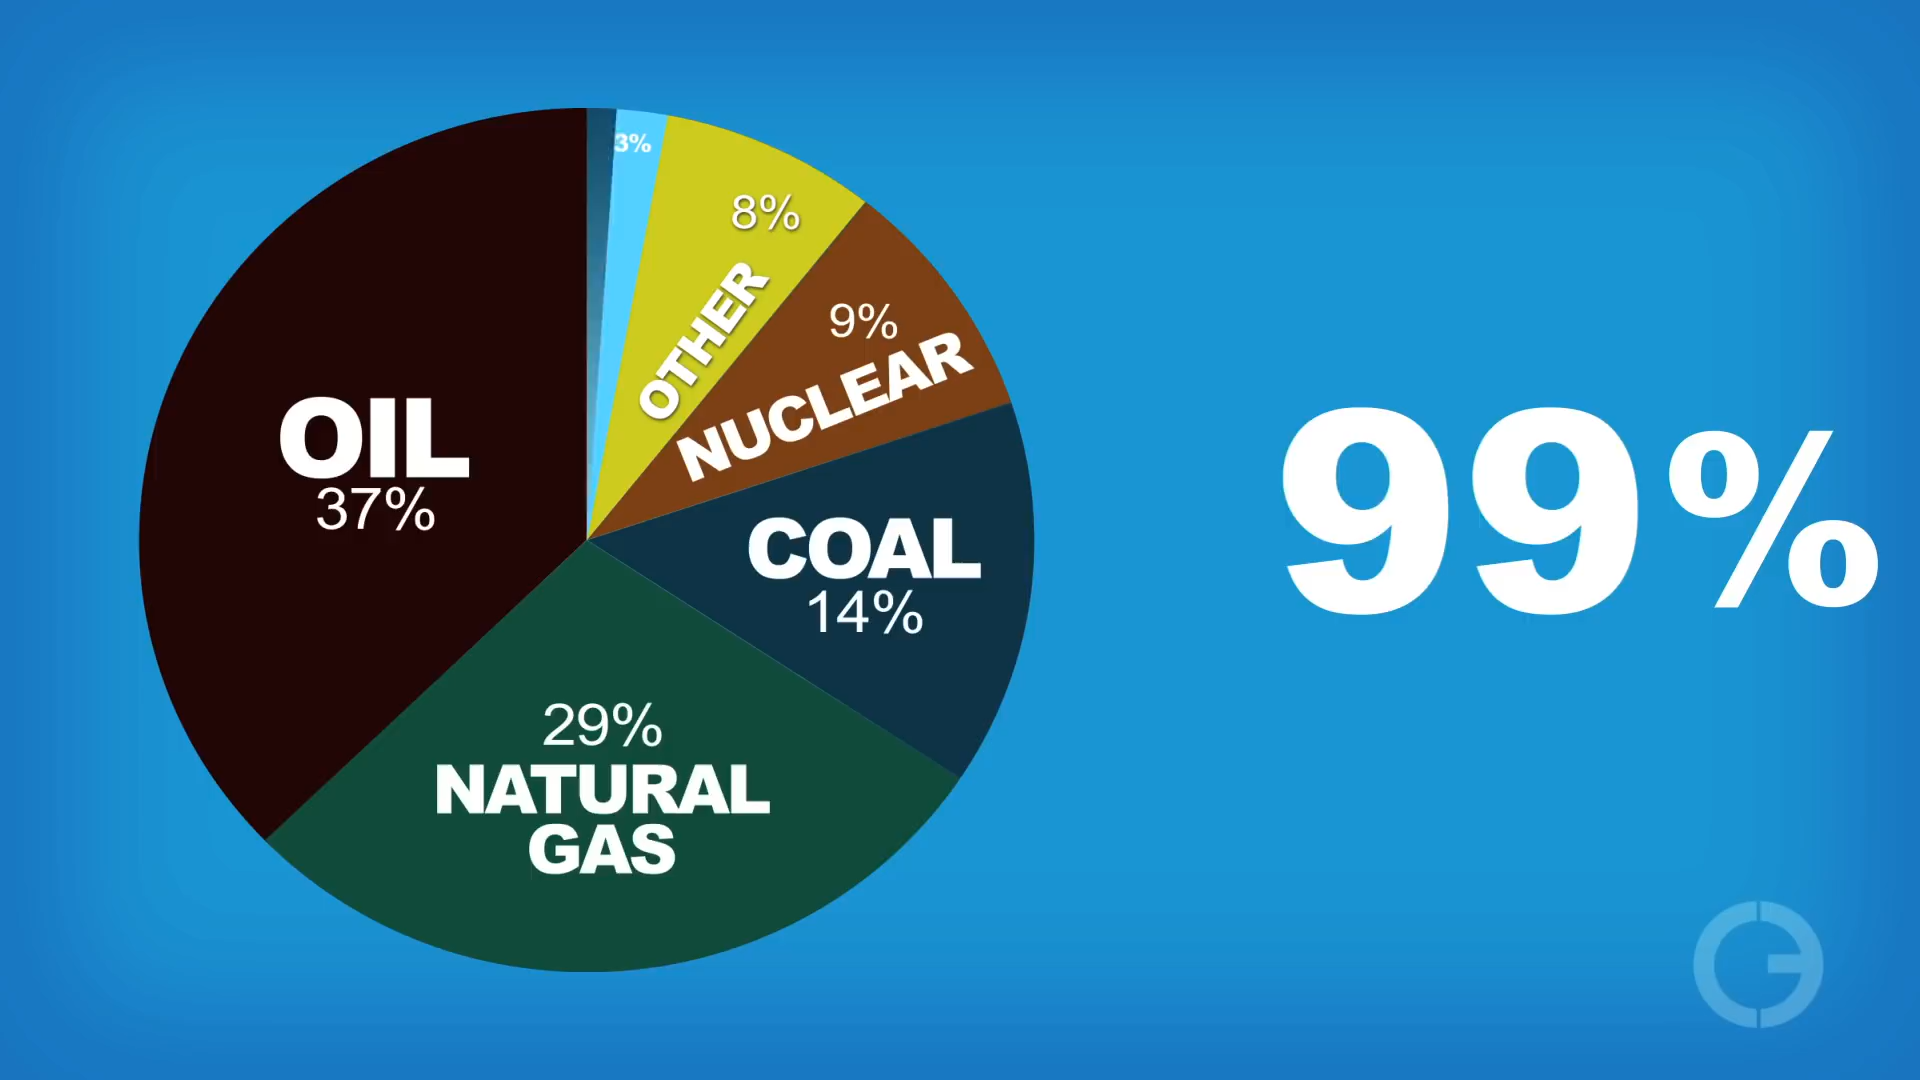 3%
8%
OTHER
9%
NUCLEAR
OIL
37%
COAL
14%
29%
NATURAL
GAS
99%